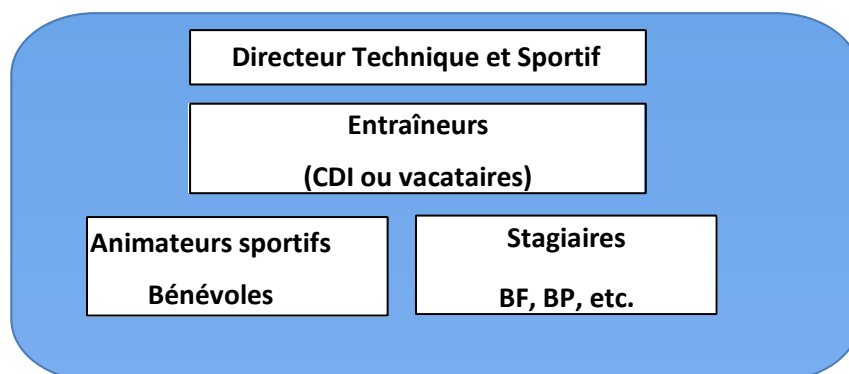 Directeur Technique et Sportif
Entraîneurs
(CDI ou vacataires)
Animateurs sportifs
Bénévoles
Stagiaires
BF, BP, etc.